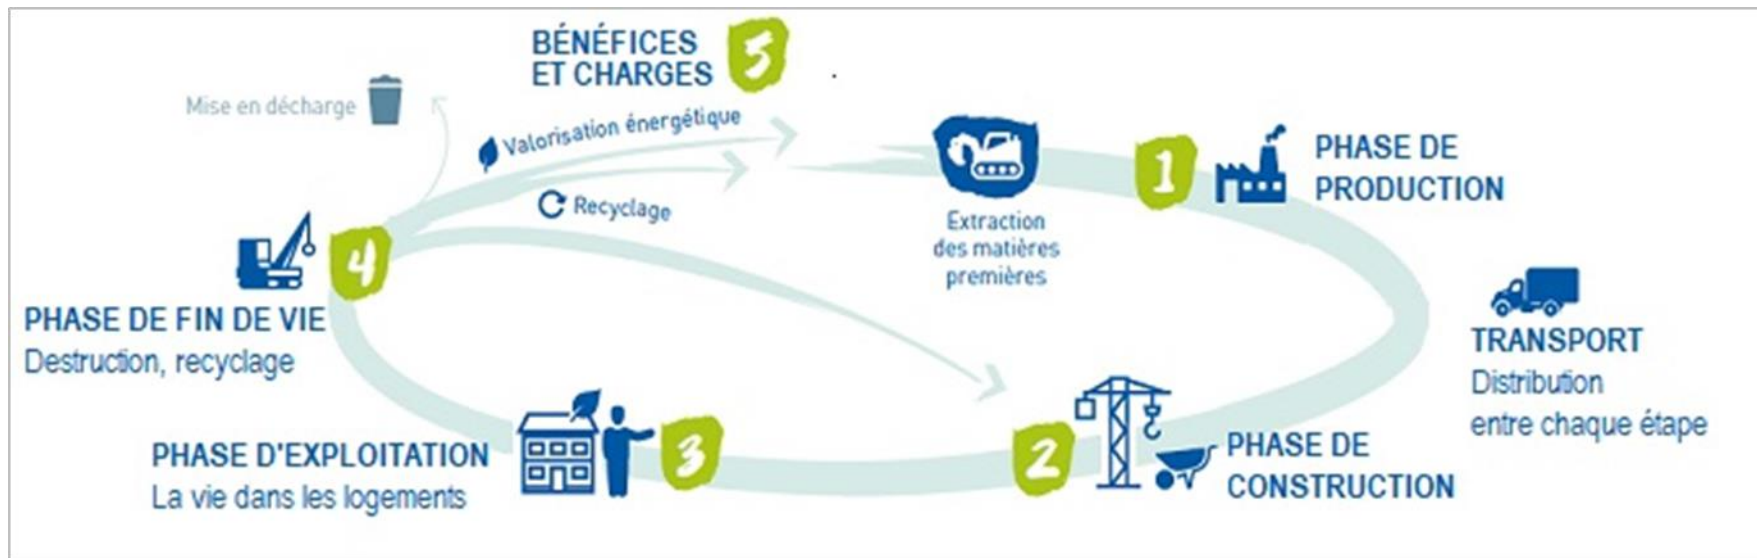 BÉNÉFICES
ET CHARGES
5
Mise en décharge
Valorisation énergétique
Recyclage
Extraction
des matières
premières
1
PHASE DE
PRODUCTION
TRANSPORT
Distribution
entre chaque étape
2
PHASE DE
CONSTRUCTION
3
PHASE D'EXPLOITATION
La vie dans les logements
4
PHASE DE FIN DE VIE
Destruction, recyclage